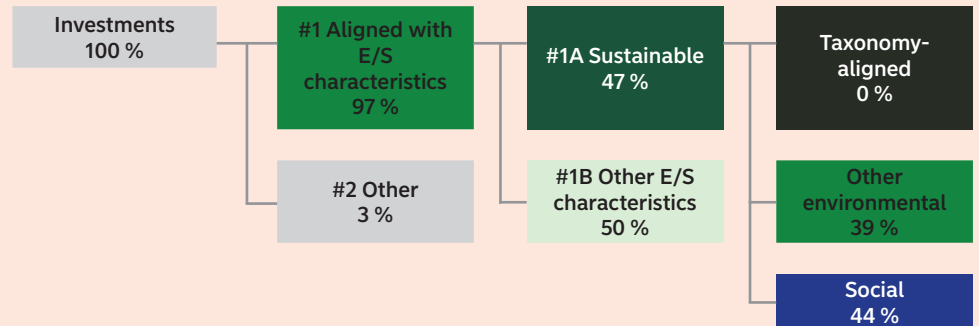 Investments
100 %
#1 Aligned with
E/S
characteristics
97 %
#2 Other
3 %
#1A Sustainable
47 %
#1B Other E/S
characteristics
50 %
Taxonomy-
aligned
0 %
Other
environmental
39 %
Social
44 %